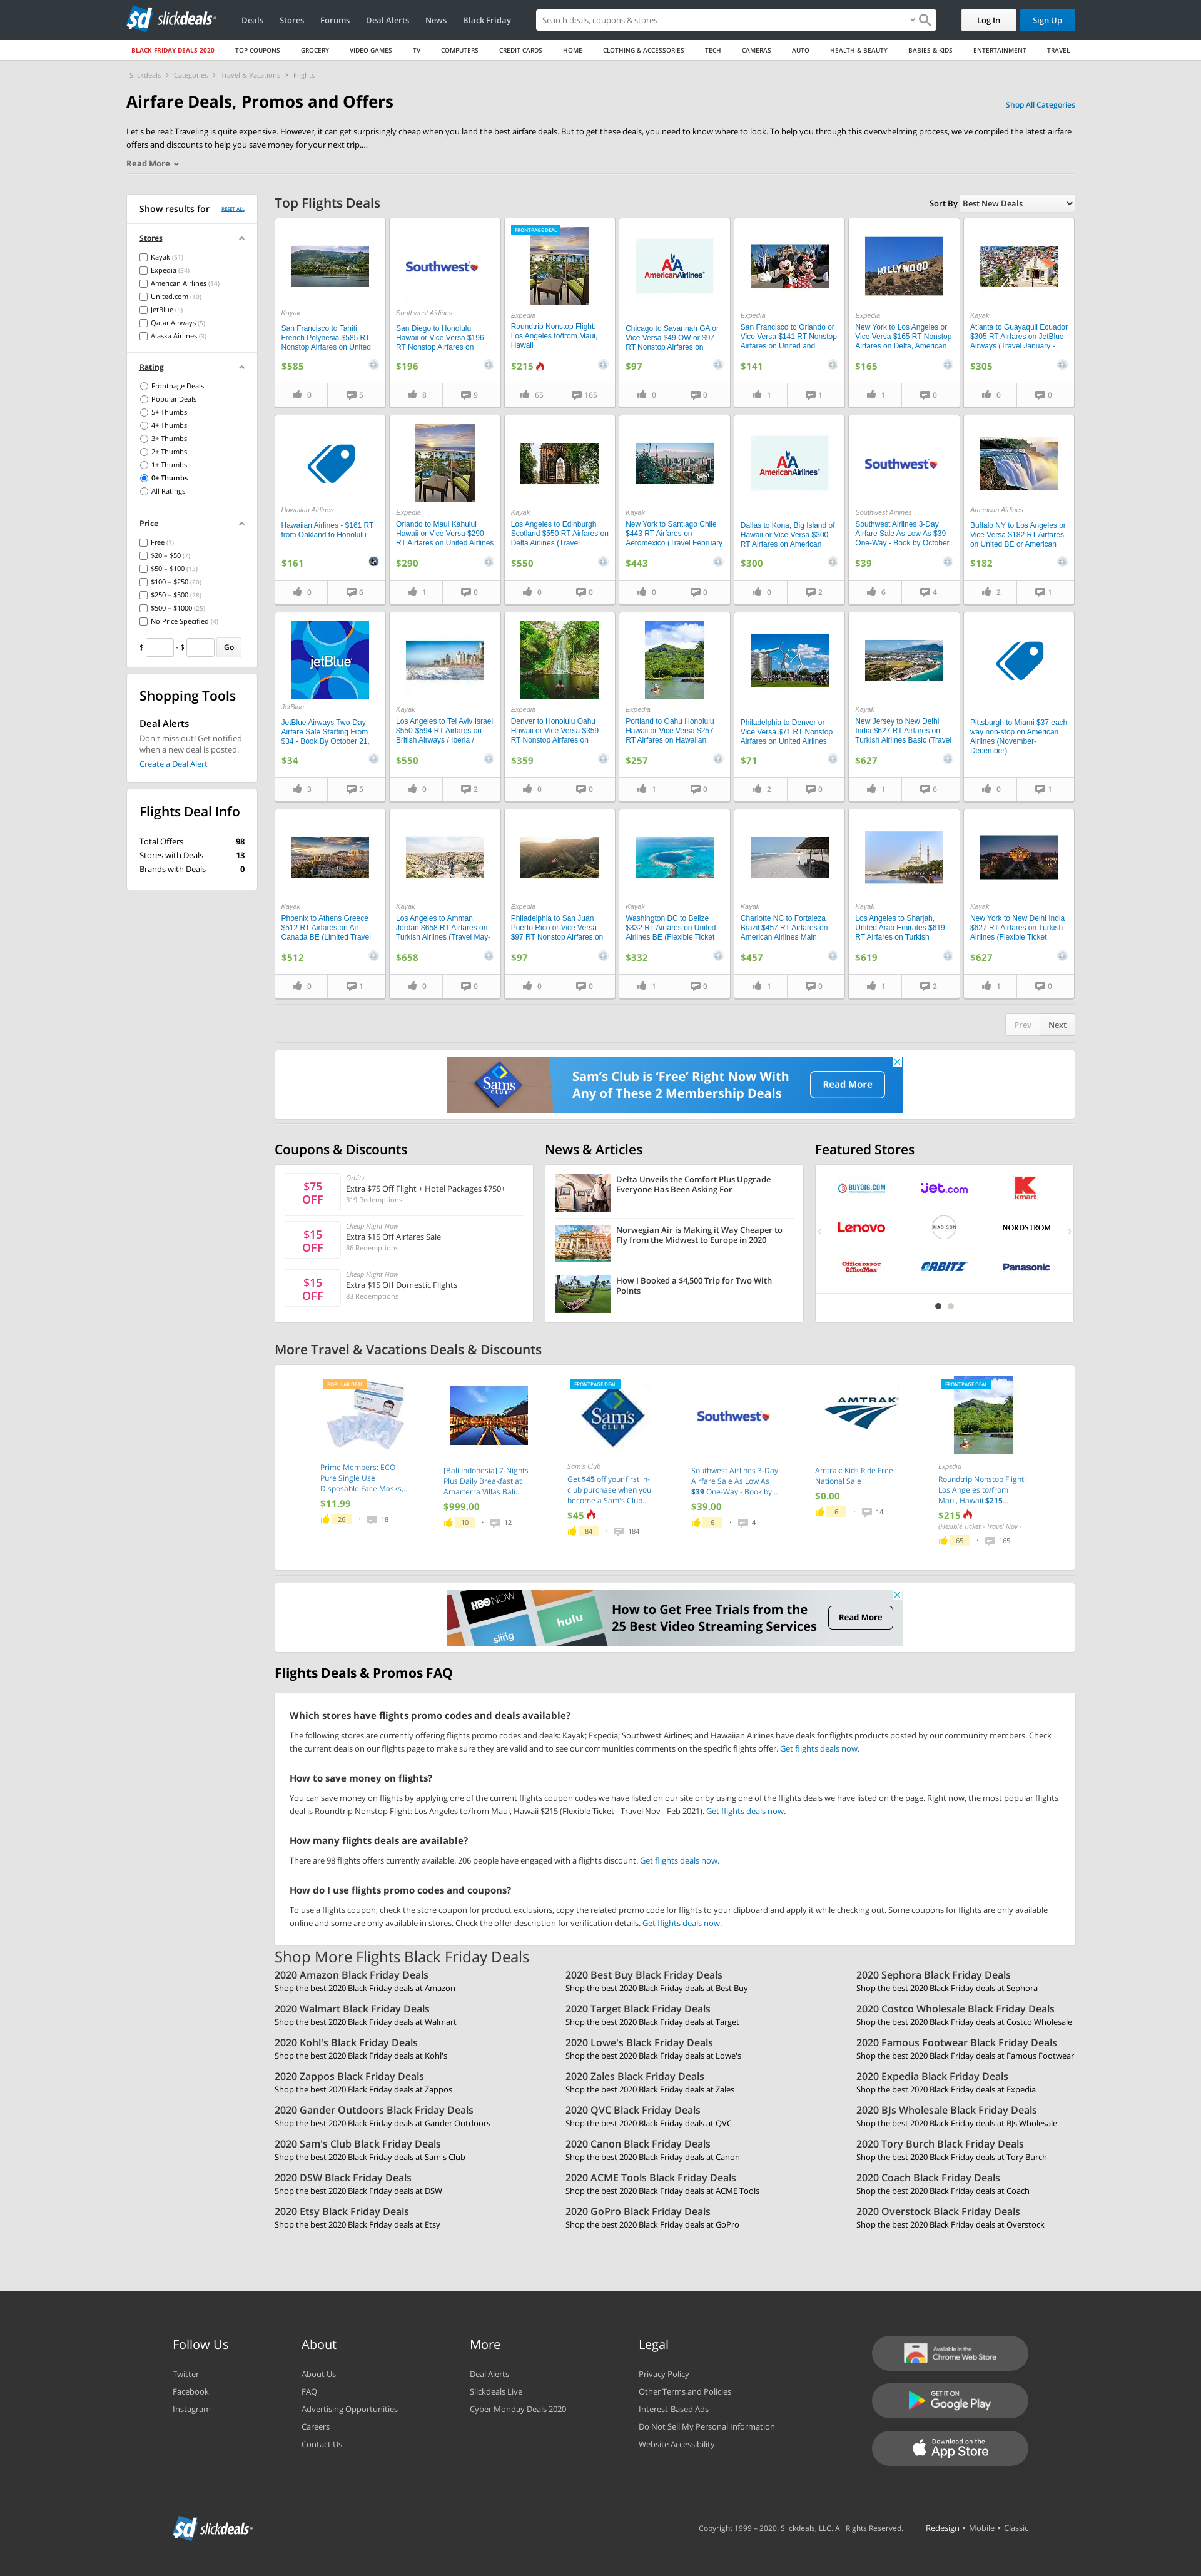 slickdeals
Deals Stores Forums Deal Alerts News Black Friday
Search deals, coupons & stores
Log In Sign Up
BLACK FRIDAY DEALS 2020 TOP COUPONS GROCERY VIDEO GAMES TV COMPUTERS CREDIT CARDS HOME CLOTHING & ACCESSORIES TECH CAMERAS AUTO HEALTH & BEAUTY BABIES & KIDS ENTERTAINMENT TRAVEL
Slickdeals › Categories › Travel & Vacations › Flights
Airfare Deals, Promos and Offers
Shop All Categories
Let's be real: Traveling is quite expensive. However, it can get surprisingly cheap when you land the best airfare deals. But to get these deals, you need to know where to look. To help you through this overwhelming process, we've compiled the latest airfare
offers and discounts to help you save money for your next trip....
Read More
Show results for RESET ALL
Stores
Kayak (51)
Expedia (34)
American Airlines (14)
United.com (10)
JetBlue (5)
Qatar Airways (5)
Alaska Airlines (3)
Rating
Frontpage Deals
Popular Deals
5+ Thumbs
4+ Thumbs
3+ Thumbs
2+ Thumbs
1+ Thumbs
0+ Thumbs
All Ratings
Price
Free (1)
$20 – $50 (7)
$50 – $100 (13)
$100 – $250 (20)
$250 – $500 (28)
$500 – $1000 (25)
No Price Specified (4)
$ - $ Go
Shopping Tools
Deal Alerts
Don't miss out! Get notified
when a new deal is posted.
Create a Deal Alert
Flights Deal Info
Total Offers 98
Stores with Deals 13
Brands with Deals 0
Top Flights Deals
Sort By Best New Deals
Kayak
San Francisco to Tahiti
French Polynesia $585 RT
Nonstop Airfares on United
$585
0 5
Southwest
Southwest Airlines
San Diego to Honolulu
Hawaii or Vice Versa $196
RT Nonstop Airfares on
$196
8 9
FRONTPAGE DEAL
Expedia
Roundtrip Nonstop Flight:
Los Angeles to/from Maui,
Hawaii
$215
65 165
AmericanAirlines
Chicago to Savannah GA or
Vice Versa $49 OW or $97
RT Nonstop Airfares on
$97
0 0
Expedia
San Francisco to Orlando or
Vice Versa $141 RT Nonstop
Airfares on United and
$141
1 1
HOLLYWOOD
Expedia
New York to Los Angeles or
Vice Versa $165 RT Nonstop
Airfares on Delta, American
$165
1 0
Kayak
Atlanta to Guayaquil Ecuador
$305 RT Airfares on JetBlue
Airways (Travel January -
$305
0 0
Hawaiian Airlines
Hawaiian Airlines - $161 RT
from Oakland to Honolulu
$161
0 6
Expedia
Orlando to Maui Kahului
Hawaii or Vice Versa $290
RT Airfares on United Airlines
$290
1 0
Kayak
Los Angeles to Edinburgh
Scotland $550 RT Airfares on
Delta Airlines (Travel
$550
0 0
Kayak
New York to Santiago Chile
$443 RT Airfares on
Aeromexico (Travel February
$443
0 0
AmericanAirlines
Dallas to Kona, Big Island of
Hawaii or Vice Versa $300
RT Airfares on American
$300
0 2
Southwest
Southwest Airlines
Southwest Airlines 3-Day
Airfare Sale As Low As $39
One-Way - Book by October
$39
6 4
American Airlines
Buffalo NY to Los Angeles or
Vice Versa $182 RT Airfares
on United BE or American
$182
2 1
jetBlue
JetBlue
JetBlue Airways Two-Day
Airfare Sale Starting From
$34 - Book By October 21,
$34
3 5
Kayak
Los Angeles to Tel Aviv Israel
$550-$594 RT Airfares on
British Airways / Iberia /
$550
0 2
Expedia
Denver to Honolulu Oahu
Hawaii or Vice Versa $359
RT Nonstop Airfares on
$359
0 0
Expedia
Portland to Oahu Honolulu
Hawaii or Vice Versa $257
RT Airfares on Hawaiian
$257
1 0
Philadelphia to Denver or
Vice Versa $71 RT Nonstop
Airfares on United Airlines
$71
2 0
Kayak
New Jersey to New Delhi
India $627 RT Airfares on
Turkish Airlines Basic (Travel
$627
1 6
Pittsburgh to Miami $37 each
way non-stop on American
Airlines (November-
December)
0 1
Kayak
Phoenix to Athens Greece
$512 RT Airfares on Air
Canada BE (Limited Travel
$512
0 1
Kayak
Los Angeles to Amman
Jordan $658 RT Airfares on
Turkish Airlines (Travel May-
$658
0 0
Expedia
Philadelphia to San Juan
Puerto Rico or Vice Versa
$97 RT Nonstop Airfares on
$97
0 0
Kayak
Washington DC to Belize
$332 RT Airfares on United
Airlines BE (Flexible Ticket
$332
1 0
Kayak
Charlotte NC to Fortaleza
Brazil $457 RT Airfares on
American Airlines Main
$457
1 0
Kayak
Los Angeles to Sharjah,
United Arab Emirates $619
RT Airfares on Turkish
$619
1 2
Kayak
New York to New Delhi India
$627 RT Airfares on Turkish
Airlines (Flexible Ticket
$627
1 0
Prev Next
Sam's CLUB
Sam's Club is 'Free' Right Now With
Any of These 2 Membership Deals
Read More
Coupons & Discounts
$75 OFF
Orbitz
Extra $75 Off Flight + Hotel Packages $750+
319 Redemptions
$15 OFF
Cheap Flight Now
Extra $15 Off Airfares Sale
86 Redemptions
$15 OFF
Cheap Flight Now
Extra $15 Off Domestic Flights
83 Redemptions
News & Articles
Delta Unveils the Comfort Plus Upgrade
Everyone Has Been Asking For
Norwegian Air is Making it Way Cheaper to
Fly from the Midwest to Europe in 2020
How I Booked a $4,500 Trip for Two With
Points
Featured Stores
BUYDIG.COM jet.com kmart
Lenovo MADISON NORDSTROM
Office DEPOT OfficeMax ORBITZ Panasonic
More Travel & Vacations Deals & Discounts
POPULAR DEAL
Prime Members: ECO
Pure Single Use
Disposable Face Masks,...
$11.99
26 · 18
[Bali Indonesia] 7-Nights
Plus Daily Breakfast at
Amarterra Villas Bali...
$999.00
10 · 12
FRONTPAGE DEAL
Sam's CLUB
Sam's Club
Get $45 off your first in-
club purchase when you
become a Sam's Club...
$45
84 · 184
Southwest
Southwest Airlines 3-Day
Airfare Sale As Low As
$39 One-Way - Book by...
$39.00
6 · 4
AMTRAK
Amtrak: Kids Ride Free
National Sale
$0.00
6 · 14
FRONTPAGE DEAL
Expedia
Roundtrip Nonstop Flight:
Los Angeles to/from
Maui, Hawaii $215...
$215
(Flexible Ticket - Travel Nov -
65 · 165
HBO NOW
hulu
sling
How to Get Free Trials from the
25 Best Video Streaming Services
Read More
Flights Deals & Promos FAQ
Which stores have flights promo codes and deals available?
The following stores are currently offering flights promo codes and deals: Kayak; Expedia; Southwest Airlines; and Hawaiian Airlines have deals for flights products posted by our community members. Check
the current deals on our flights page to make sure they are valid and to see our communities comments on the specific flights offer. Get flights deals now.
How to save money on flights?
You can save money on flights by applying one of the current flights coupon codes we have listed on our site or by using one of the flights deals we have listed on the page. Right now, the most popular flights
deal is Roundtrip Nonstop Flight: Los Angeles to/from Maui, Hawaii $215 (Flexible Ticket - Travel Nov - Feb 2021). Get flights deals now.
How many flights deals are available?
There are 98 flights offers currently available. 206 people have engaged with a flights discount. Get flights deals now.
How do I use flights promo codes and coupons?
To use a flights coupon, check the store coupon for product exclusions, copy the related promo code for flights to your clipboard and apply it while checking out. Some coupons for flights are only available
online and some are only available in stores. Check the offer description for verification details. Get flights deals now.
Shop More Flights Black Friday Deals
2020 Amazon Black Friday Deals
Shop the best 2020 Black Friday deals at Amazon
2020 Best Buy Black Friday Deals
Shop the best 2020 Black Friday deals at Best Buy
2020 Sephora Black Friday Deals
Shop the best 2020 Black Friday deals at Sephora
2020 Walmart Black Friday Deals
Shop the best 2020 Black Friday deals at Walmart
2020 Target Black Friday Deals
Shop the best 2020 Black Friday deals at Target
2020 Costco Wholesale Black Friday Deals
Shop the best 2020 Black Friday deals at Costco Wholesale
2020 Kohl's Black Friday Deals
Shop the best 2020 Black Friday deals at Kohl's
2020 Lowe's Black Friday Deals
Shop the best 2020 Black Friday deals at Lowe's
2020 Famous Footwear Black Friday Deals
Shop the best 2020 Black Friday deals at Famous Footwear
2020 Zappos Black Friday Deals
Shop the best 2020 Black Friday deals at Zappos
2020 Zales Black Friday Deals
Shop the best 2020 Black Friday deals at Zales
2020 Expedia Black Friday Deals
Shop the best 2020 Black Friday deals at Expedia
2020 Gander Outdoors Black Friday Deals
Shop the best 2020 Black Friday deals at Gander Outdoors
2020 QVC Black Friday Deals
Shop the best 2020 Black Friday deals at QVC
2020 BJs Wholesale Black Friday Deals
Shop the best 2020 Black Friday deals at BJs Wholesale
2020 Sam's Club Black Friday Deals
Shop the best 2020 Black Friday deals at Sam's Club
2020 Canon Black Friday Deals
Shop the best 2020 Black Friday deals at Canon
2020 Tory Burch Black Friday Deals
Shop the best 2020 Black Friday deals at Tory Burch
2020 DSW Black Friday Deals
Shop the best 2020 Black Friday deals at DSW
2020 ACME Tools Black Friday Deals
Shop the best 2020 Black Friday deals at ACME Tools
2020 Coach Black Friday Deals
Shop the best 2020 Black Friday deals at Coach
2020 Etsy Black Friday Deals
Shop the best 2020 Black Friday deals at Etsy
2020 GoPro Black Friday Deals
Shop the best 2020 Black Friday deals at GoPro
2020 Overstock Black Friday Deals
Shop the best 2020 Black Friday deals at Overstock
Follow Us
Twitter
Facebook
Instagram
About
About Us
FAQ
Advertising Opportunities
Careers
Contact Us
More
Deal Alerts
Slickdeals Live
Cyber Monday Deals 2020
Legal
Privacy Policy
Other Terms and Policies
Interest-Based Ads
Do Not Sell My Personal Information
Website Accessibility
Available in the
Chrome Web Store
GET IT ON
Google Play
Download on the
App Store
slickdeals
Copyright 1999 – 2020. Slickdeals, LLC. All Rights Reserved.
Redesign • Mobile • Classic